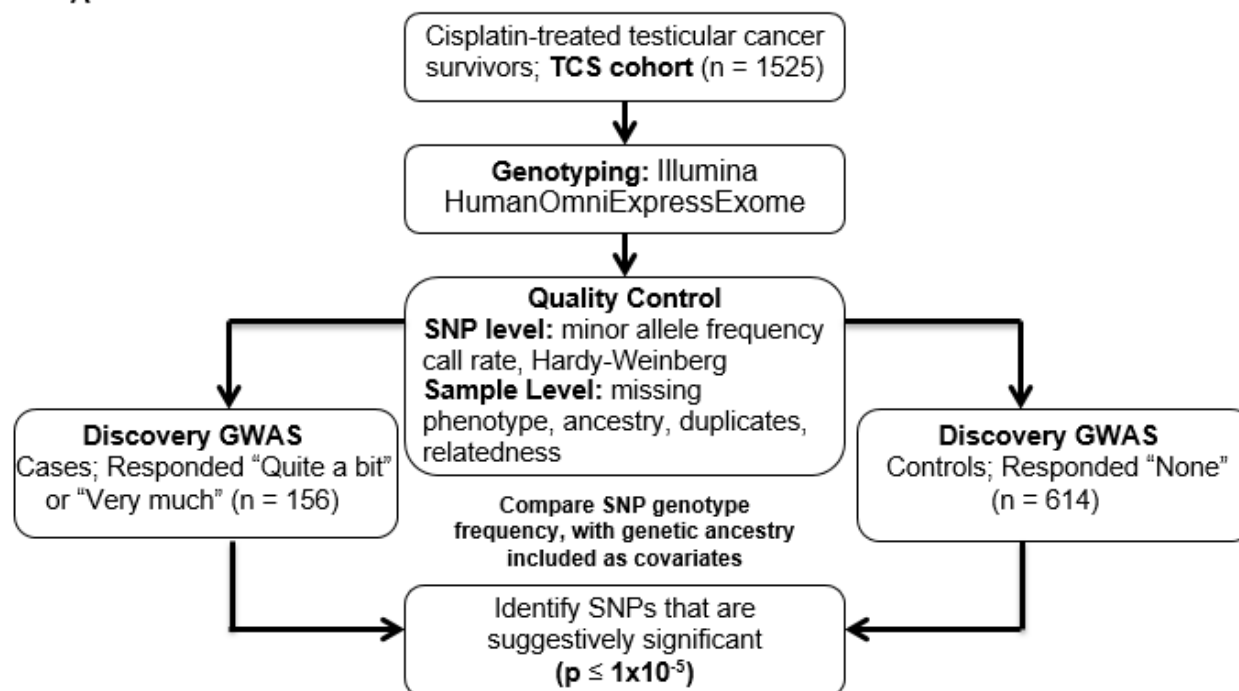 A
Cisplatin-treated testicular cancer
survivors; TCS cohort (n = 1525)
Genotyping: Illumina
HumanOmniExpressExome
Quality Control
SNP level: minor allele frequency
call rate, Hardy-Weinberg
Sample Level: missing
phenotype, ancestry, duplicates,
relatedness
Discovery GWAS
Cases; Responded “Quite a bit”
or “Very much” (n = 156)
Discovery GWAS
Controls; Responded “None”
(n = 614)
Compare SNP genotype
frequency, with genetic ancestry
included as covariates
Identify SNPs that are
suggestively significant
(p ≤ 1x10⁻⁵)